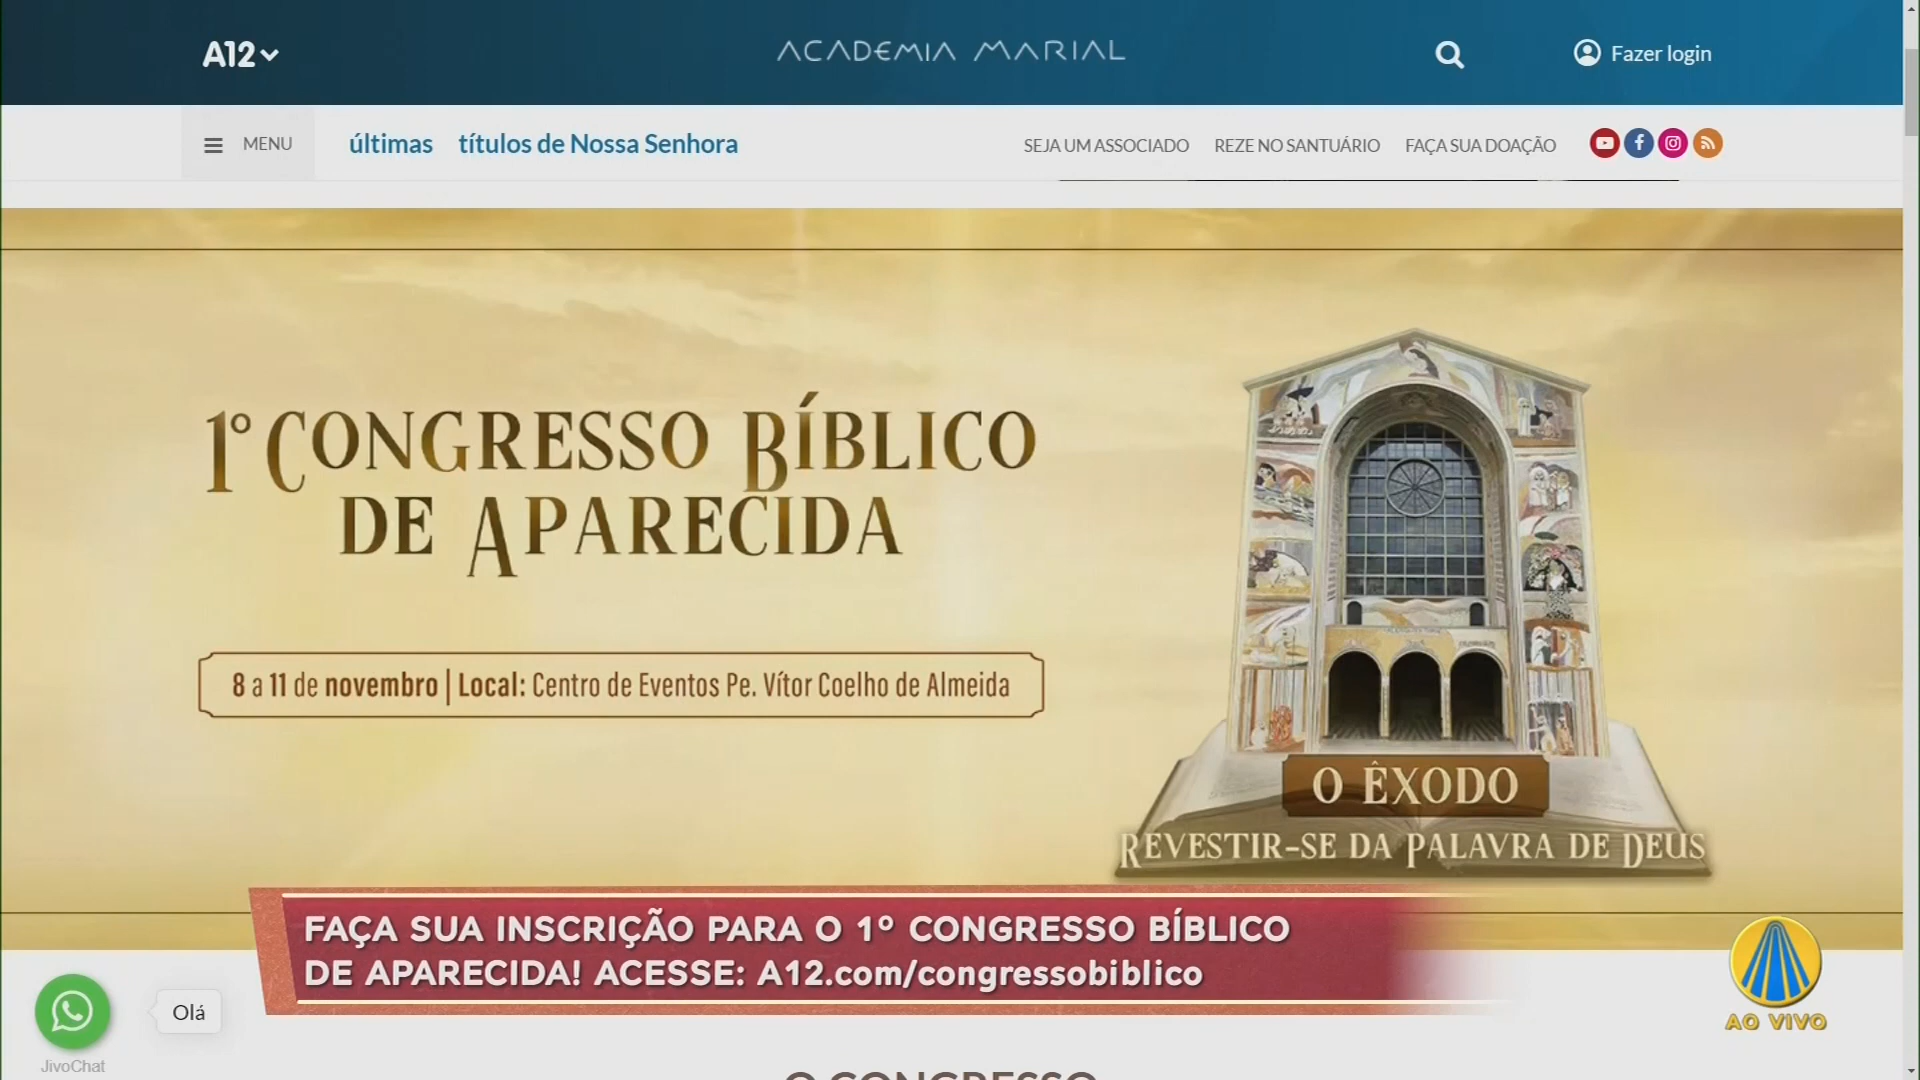 A12
ACADEMIA MARIAL
Fazer login
MENU
últimas
títulos de Nossa Senhora
SEJA UM ASSOCIADO
REZE NO SANTUÁRIO
FAÇA SUA DOAÇÃO
1º CONGRESSO BÍBLICO
DE APARECIDA
8 a 11 de novembro | Local: Centro de Eventos Pe. Vítor Coelho de Almeida
O ÊXODO
REVESTIR-SE DA PALAVRA DE DEUS
FAÇA SUA INSCRIÇÃO PARA O 1º CONGRESSO BÍBLICO
DE APARECIDA! ACESSE: A12.com/congressobiblico
AO VIVO
Olá
JivoChat
O CONGRESSO